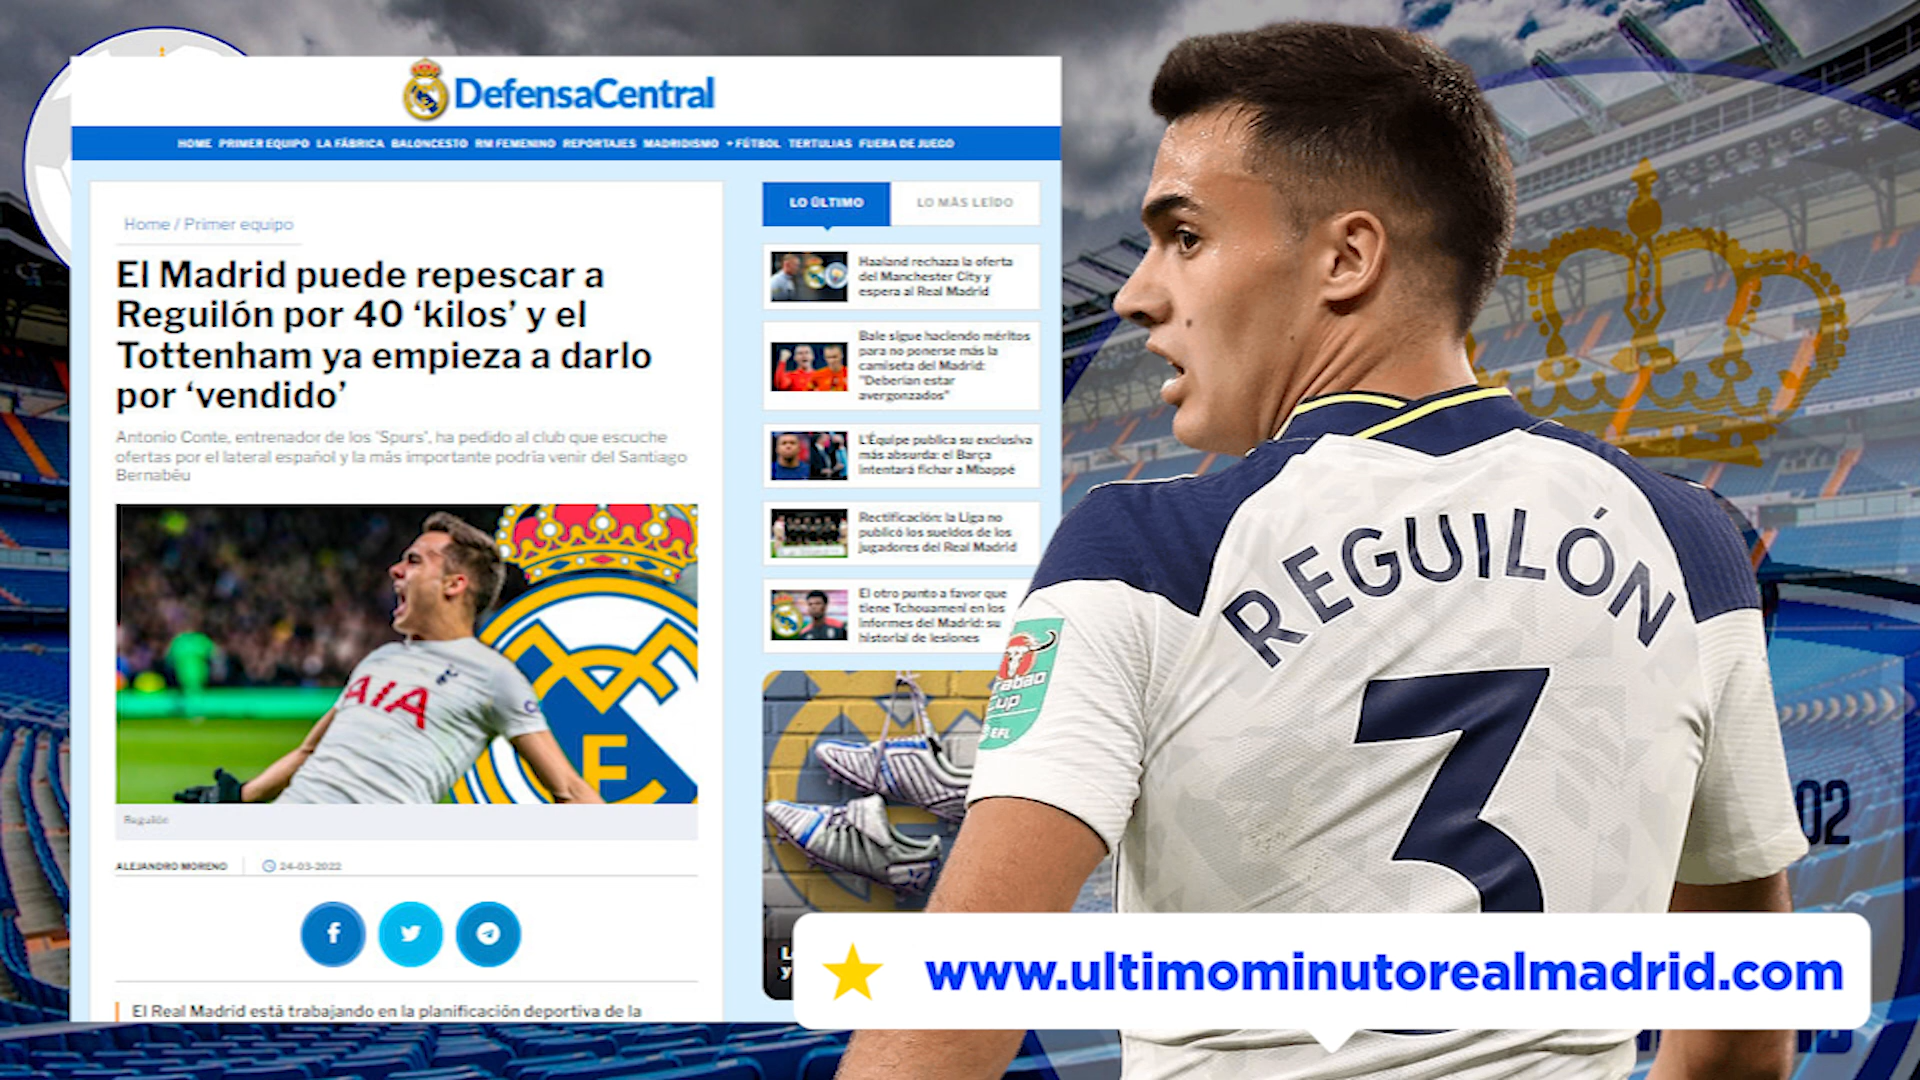 DefensaCentral
HOME PRIMER EQUIPO LA FÁBRICA BALONCESTO RM FEMENINO REPORTAJES MADRIDISMO + FÚTBOL TERTULIAS FUERA DE JUEGO
Home / Primer equipo
El Madrid puede repescar a
Reguilón por 40 ‘kilos’ y el
Tottenham ya empieza a darlo
por ‘vendido’
Antonio Conte, entrenador de los 'Spurs', ha pedido al club que escuche
ofertas por el lateral español y la más importante podría venir del Santiago
Bernabéu
AIA
Reguilón
ALEJANDRO MORENO
24-03-2022
El Real Madrid está trabajando en la planificación deportiva de la
LO ÚLTIMO
LO MÁS LEÍDO
Haaland rechaza la oferta
del Manchester City y
espera al Real Madrid
Bale sigue haciendo méritos
para no ponerse más la
camiseta del Madrid:
"Deberían estar
avergonzados"
L'Équipe publica su exclusiva
más absurda: el Barça
intentará fichar a Mbappé
Rectificación: la Liga no
publicó los sueldos de los
jugadores del Real Madrid
El otro punto a favor que
tiene Tchouameni en los
informes del Madrid: su
historial de lesiones
rabao
Cup
EFL
REGUILÓN
3
02
www.ultimominutorealmadrid.com